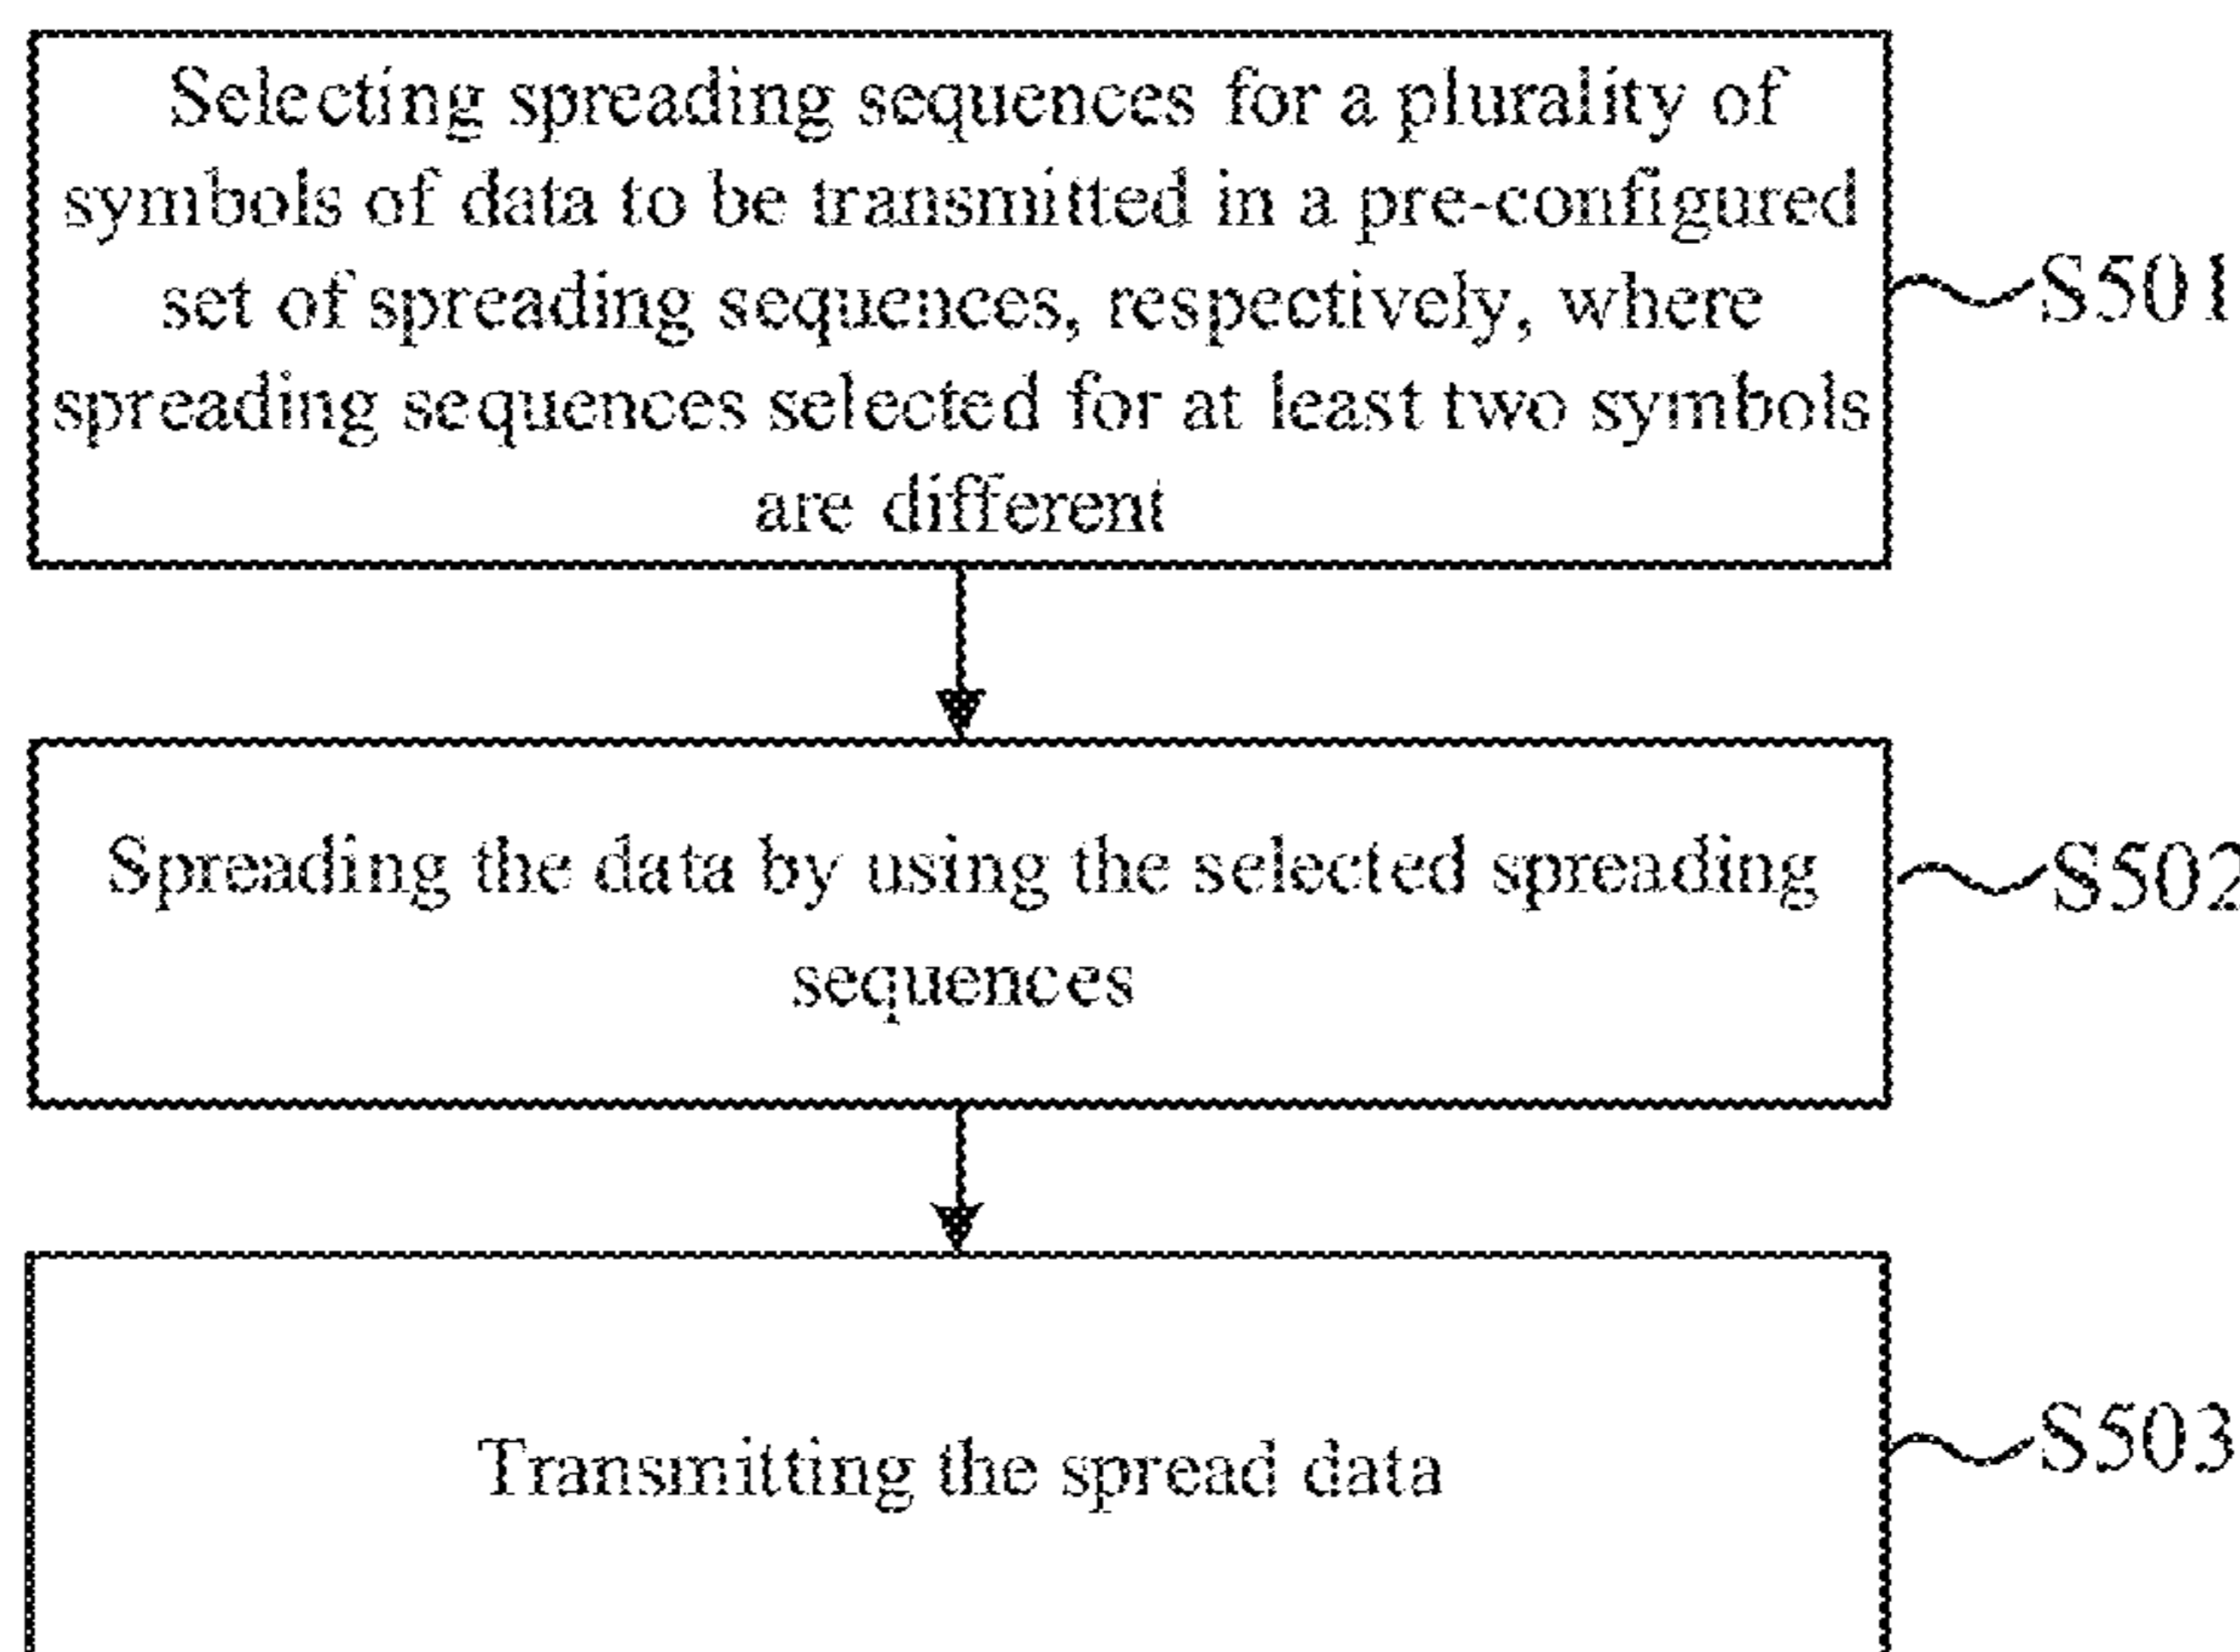 Selecting spreading sequences for a plurality of
symbols of data to be transmitted in a pre-configured
set of spreading sequences, respectively, where
spreading sequences selected for at least two symbols
are different
S501
Spreading the data by using the selected spreading
sequences
S502
Transmitting the spread data
S503